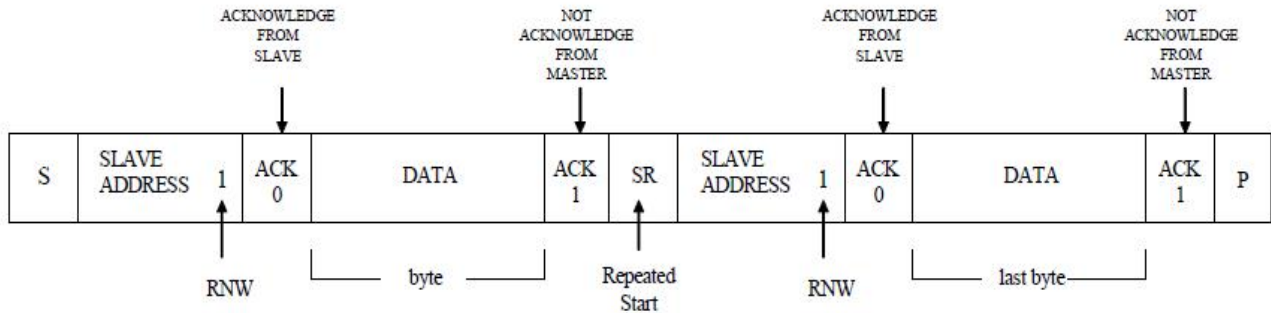 ACKNOWLEDGE
FROM
SLAVE
NOT
ACKNOWLEDGE
FROM
MASTER
ACKNOWLEDGE
FROM
SLAVE
NOT
ACKNOWLEDGE
FROM
MASTER
S
SLAVE
ADDRESS 1
ACK
0
DATA
ACK
1
SR
SLAVE
ADDRESS 1
ACK
0
DATA
ACK
1
P
RNW
byte
Repeated
Start
RNW
last byte